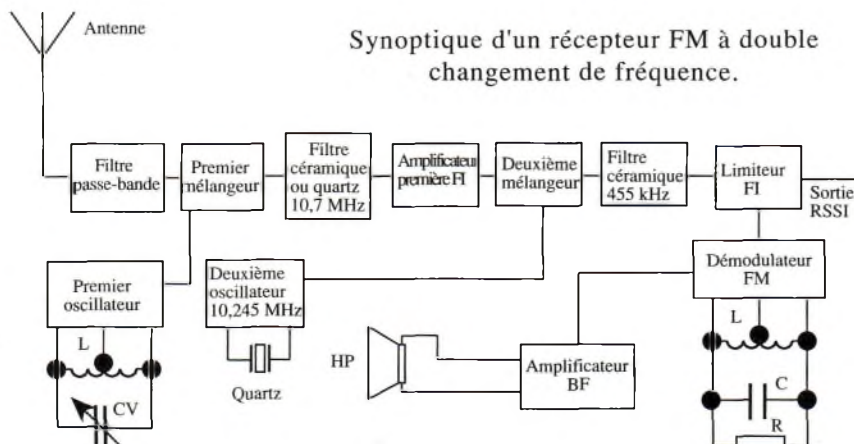 Antenne
Synoptique d'un récepteur FM à double
changement de fréquence.
Filtre
passe-bande
Premier
mélangeur
Filtre
céramique
ou quartz
10,7 MHz
Amplificateur
première FI
Deuxième
mélangeur
Filtre
céramique
455 kHz
Limiteur
FI
Sortie
RSSI
Premier
oscillateur
Deuxième
oscillateur
10,245 MHz
Démodulateur
FM
L
L
HP
Amplificateur
BF
Quartz
CV
C
R